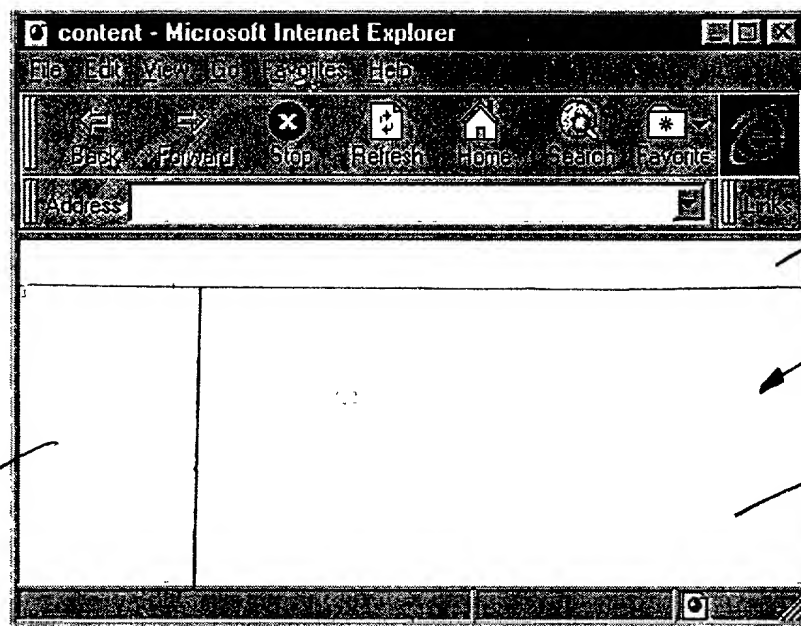 content - Microsoft Internet Explorer
File Edit View Go Favorites Help
Back Forward Stop Refresh Home Search Favorite
Address Links